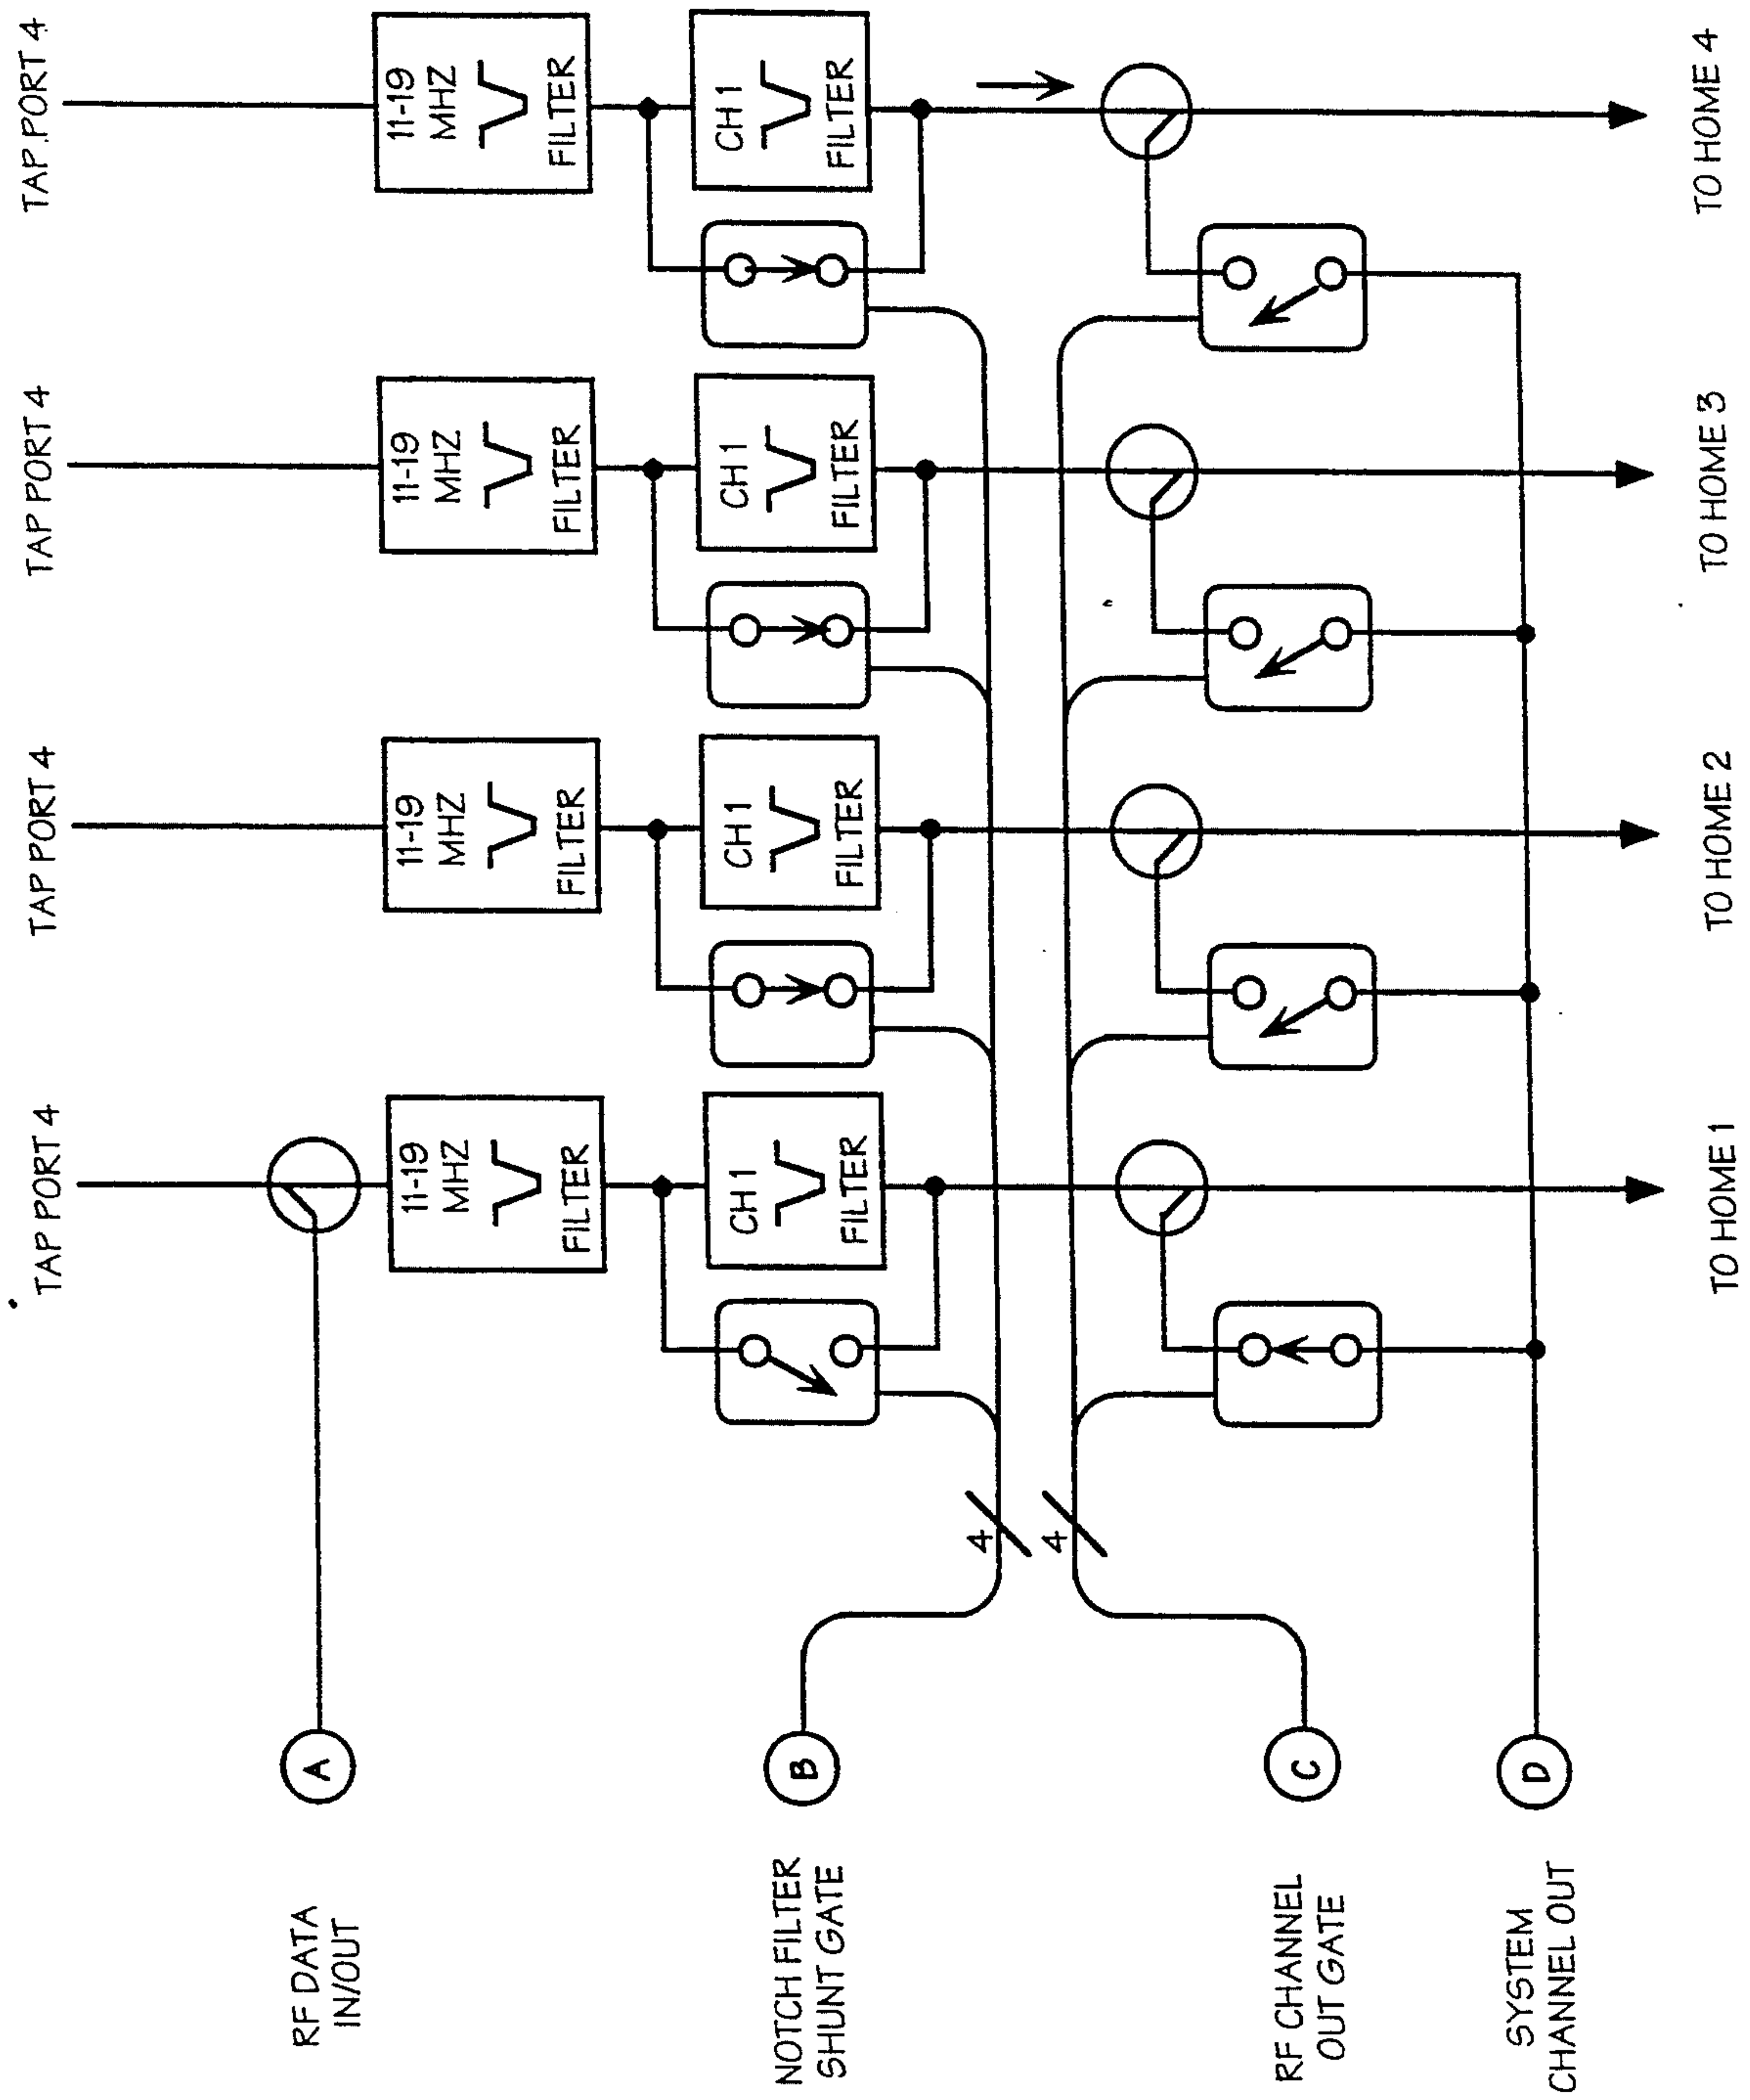 TAP PORT 4
TAP PORT 4
TAP PORT 4
TAP.PORT 4
RF DATA
IN/OUT
A
11-19
MHZ
FILTER
11-19
MHZ
FILTER
11-19
MHZ
FILTER
11-19
MHZ
FILTER
NOTCH FILTER
SHUNT GATE
B
CH 1
FILTER
CH 1
FILTER
CH 1
FILTER
CH 1
FILTER
4
4
RF CHANNEL
OUT GATE
C
SYSTEM
CHANNEL OUT
D
TO HOME 1
TO HOME 2
TO HOME 3
TO HOME 4